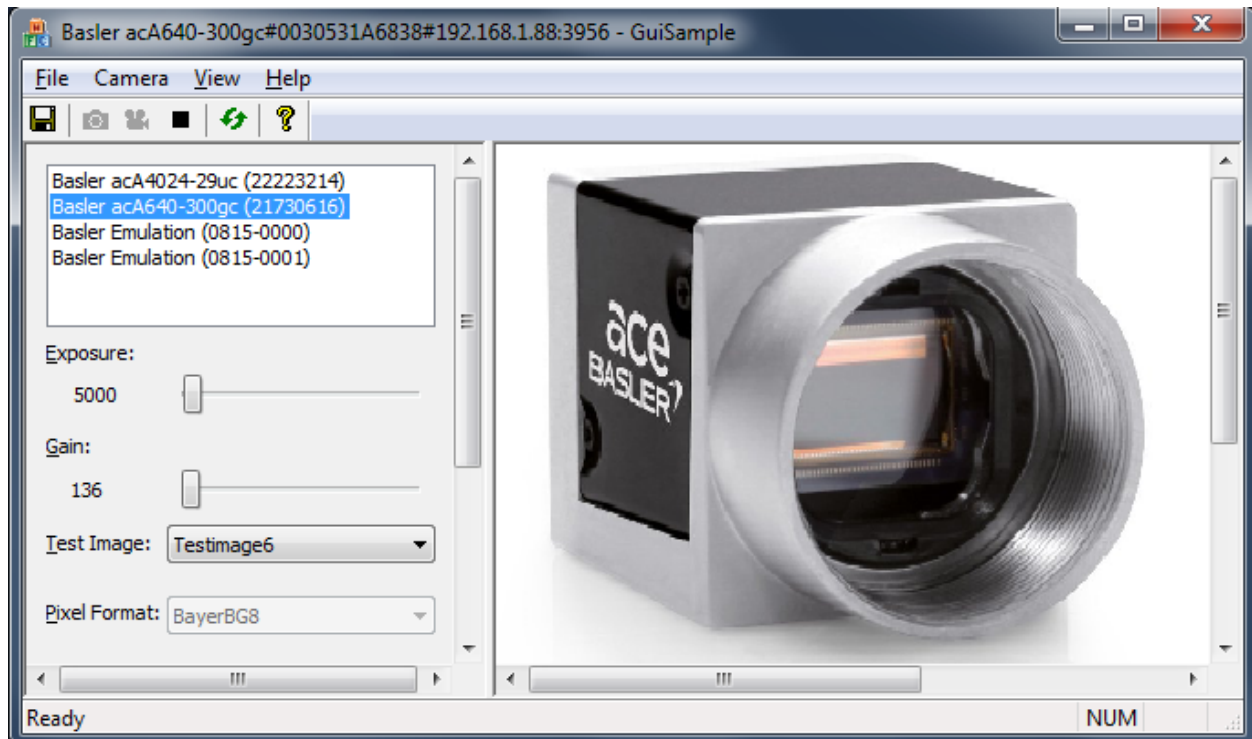 Basler acA640-300gc#0030531A6838#192.168.1.88:3956 - GuiSample
File Camera View Help
Basler acA4024-29uc (22223214)
Basler acA640-300gc (21730616)
Basler Emulation (0815-0000)
Basler Emulation (0815-0001)
Exposure:
5000
Gain:
136
Test Image: Testimage6
Pixel Format: BayerBG8
ace
BASLER
Ready NUM